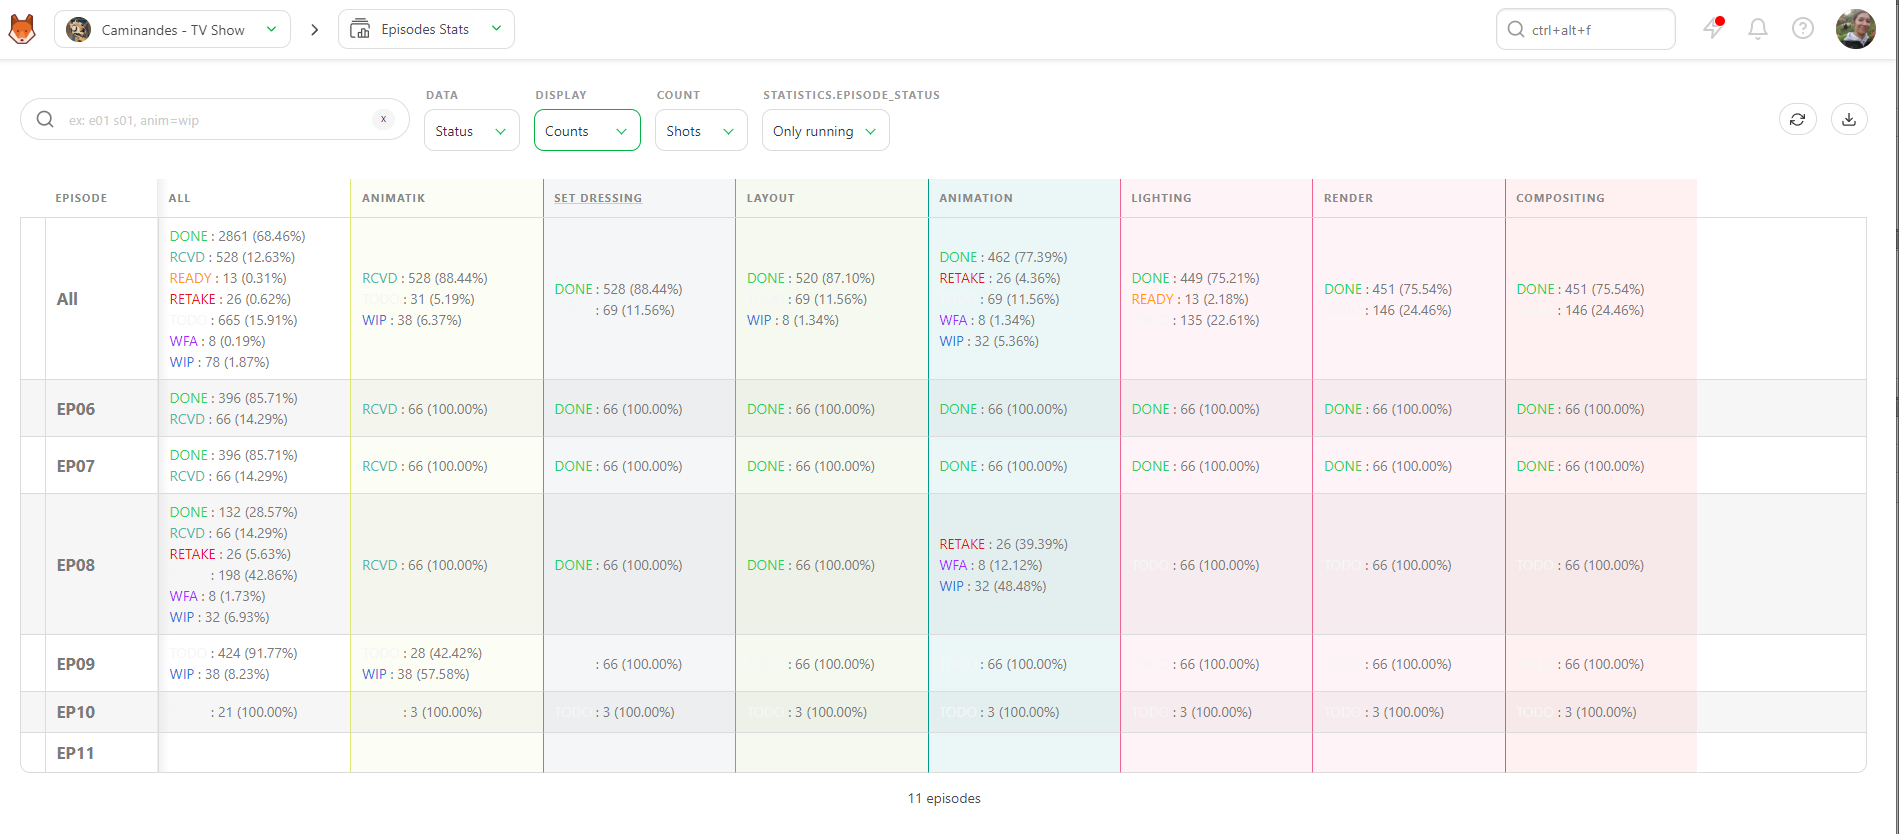 Caminandes - TV Show
Episodes Stats
ctrl+alt+f
ex: e01 s01, anim=wip
x
DATA
Status
DISPLAY
Counts
COUNT
Shots
STATISTICS.EPISODE_STATUS
Only running
EPISODE ALL ANIMATIK SET DRESSING LAYOUT ANIMATION LIGHTING RENDER COMPOSITING
All
DONE : 2861 (68.46%)
RCVD : 528 (12.63%)
READY : 13 (0.31%)
RETAKE : 26 (0.62%)
TODO : 665 (15.91%)
WFA : 8 (0.19%)
WIP : 78 (1.87%)
RCVD : 528 (88.44%)
TODO : 31 (5.19%)
WIP : 38 (6.37%)
DONE : 528 (88.44%)
: 69 (11.56%)
DONE : 520 (87.10%)
: 69 (11.56%)
WIP : 8 (1.34%)
DONE : 462 (77.39%)
RETAKE : 26 (4.36%)
: 69 (11.56%)
WFA : 8 (1.34%)
WIP : 32 (5.36%)
DONE : 449 (75.21%)
READY : 13 (2.18%)
: 135 (22.61%)
DONE : 451 (75.54%)
: 146 (24.46%)
DONE : 451 (75.54%)
: 146 (24.46%)
EP06
DONE : 396 (85.71%)
RCVD : 66 (14.29%)
RCVD : 66 (100.00%)
DONE : 66 (100.00%)
DONE : 66 (100.00%)
DONE : 66 (100.00%)
DONE : 66 (100.00%)
DONE : 66 (100.00%)
DONE : 66 (100.00%)
EP07
DONE : 396 (85.71%)
RCVD : 66 (14.29%)
RCVD : 66 (100.00%)
DONE : 66 (100.00%)
DONE : 66 (100.00%)
DONE : 66 (100.00%)
DONE : 66 (100.00%)
DONE : 66 (100.00%)
DONE : 66 (100.00%)
EP08
DONE : 132 (28.57%)
RCVD : 66 (14.29%)
RETAKE : 26 (5.63%)
: 198 (42.86%)
WFA : 8 (1.73%)
WIP : 32 (6.93%)
RCVD : 66 (100.00%)
DONE : 66 (100.00%)
DONE : 66 (100.00%)
RETAKE : 26 (39.39%)
WFA : 8 (12.12%)
WIP : 32 (48.48%)
TODO : 66 (100.00%)
TODO : 66 (100.00%)
TODO : 66 (100.00%)
EP09
TODO : 424 (91.77%)
WIP : 38 (8.23%)
TODO : 28 (42.42%)
WIP : 38 (57.58%)
: 66 (100.00%)
: 66 (100.00%)
: 66 (100.00%)
: 66 (100.00%)
: 66 (100.00%)
: 66 (100.00%)
EP10
: 21 (100.00%)
: 3 (100.00%)
TODO : 3 (100.00%)
TODO : 3 (100.00%)
TODO : 3 (100.00%)
TODO : 3 (100.00%)
TODO : 3 (100.00%)
TODO : 3 (100.00%)
EP11
11 episodes